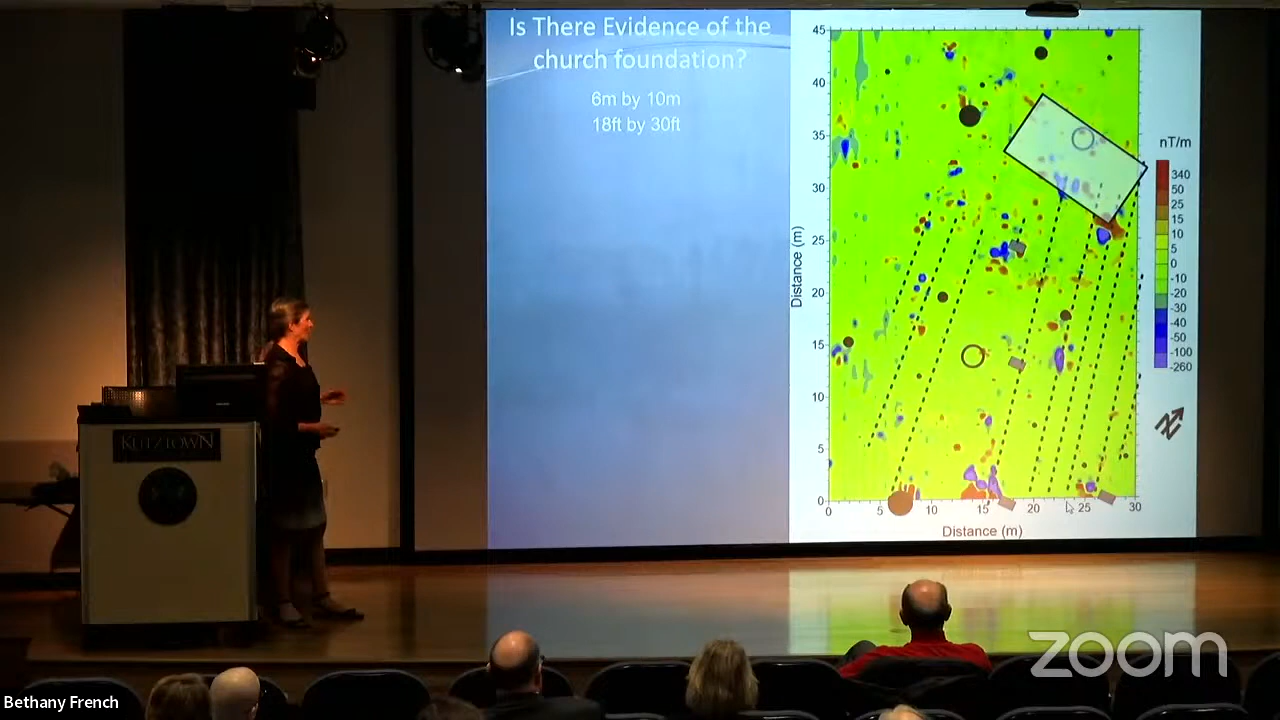 Is There Evidence of the
church foundation?
6m by 10m
18ft by 30ft
45
40
35
30
25
20
15
10
5
0
Distance (m)
0
5
10
15
20
25
30
Distance (m)
nT/m
340
50
25
15
10
5
0
-10
-20
-30
-40
-50
-100
-260
N
KUTZTOWN
zoom
Bethany French